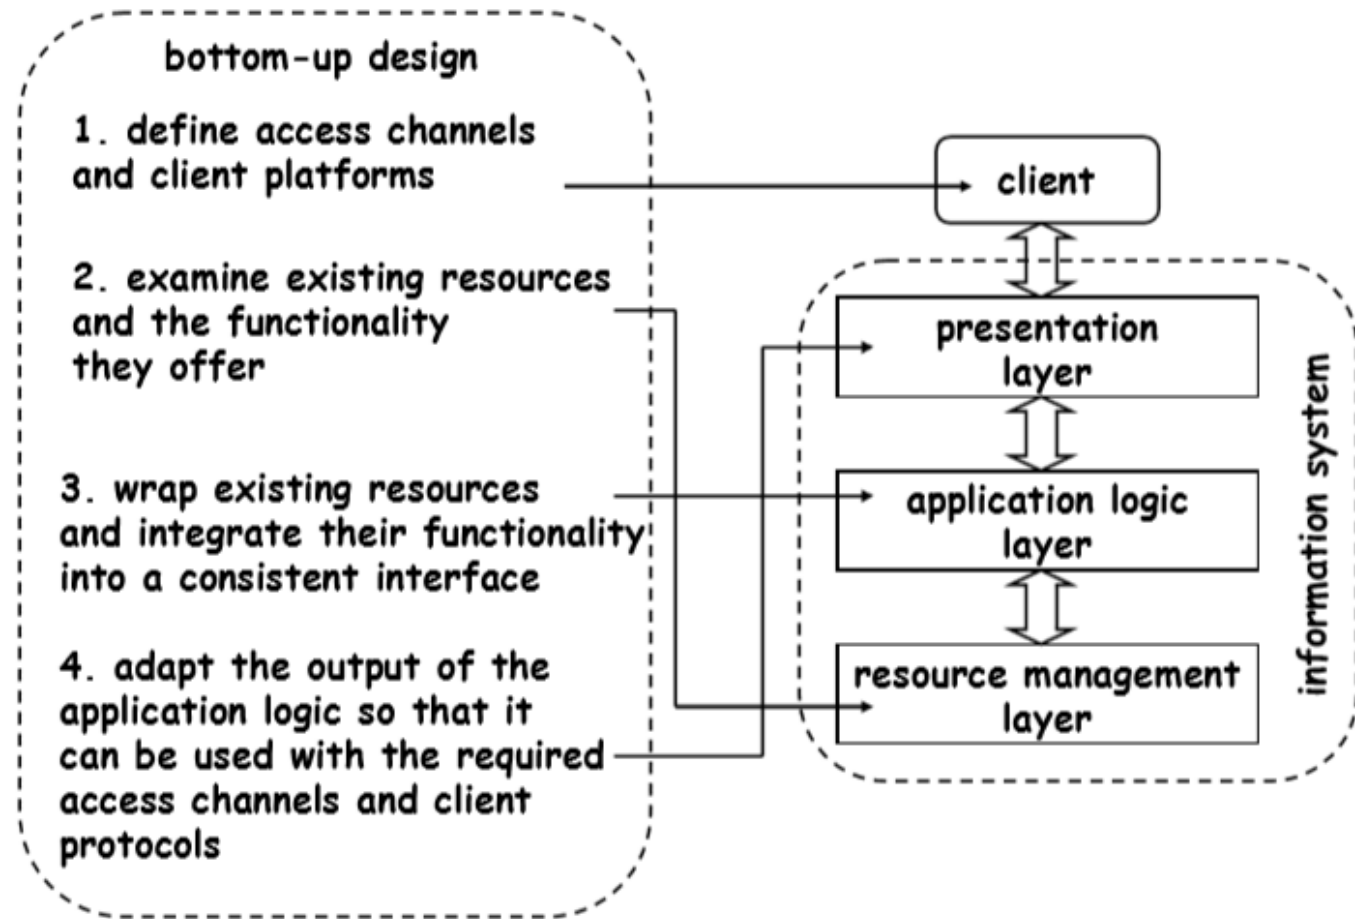 bottom-up design
1. define access channels
and client platforms
2. examine existing resources
and the functionality
they offer
3. wrap existing resources
and integrate their functionality
into a consistent interface
4. adapt the output of the
application logic so that it
can be used with the required
access channels and client
protocols
client
presentation
layer
application logic
layer
resource management
layer
information system